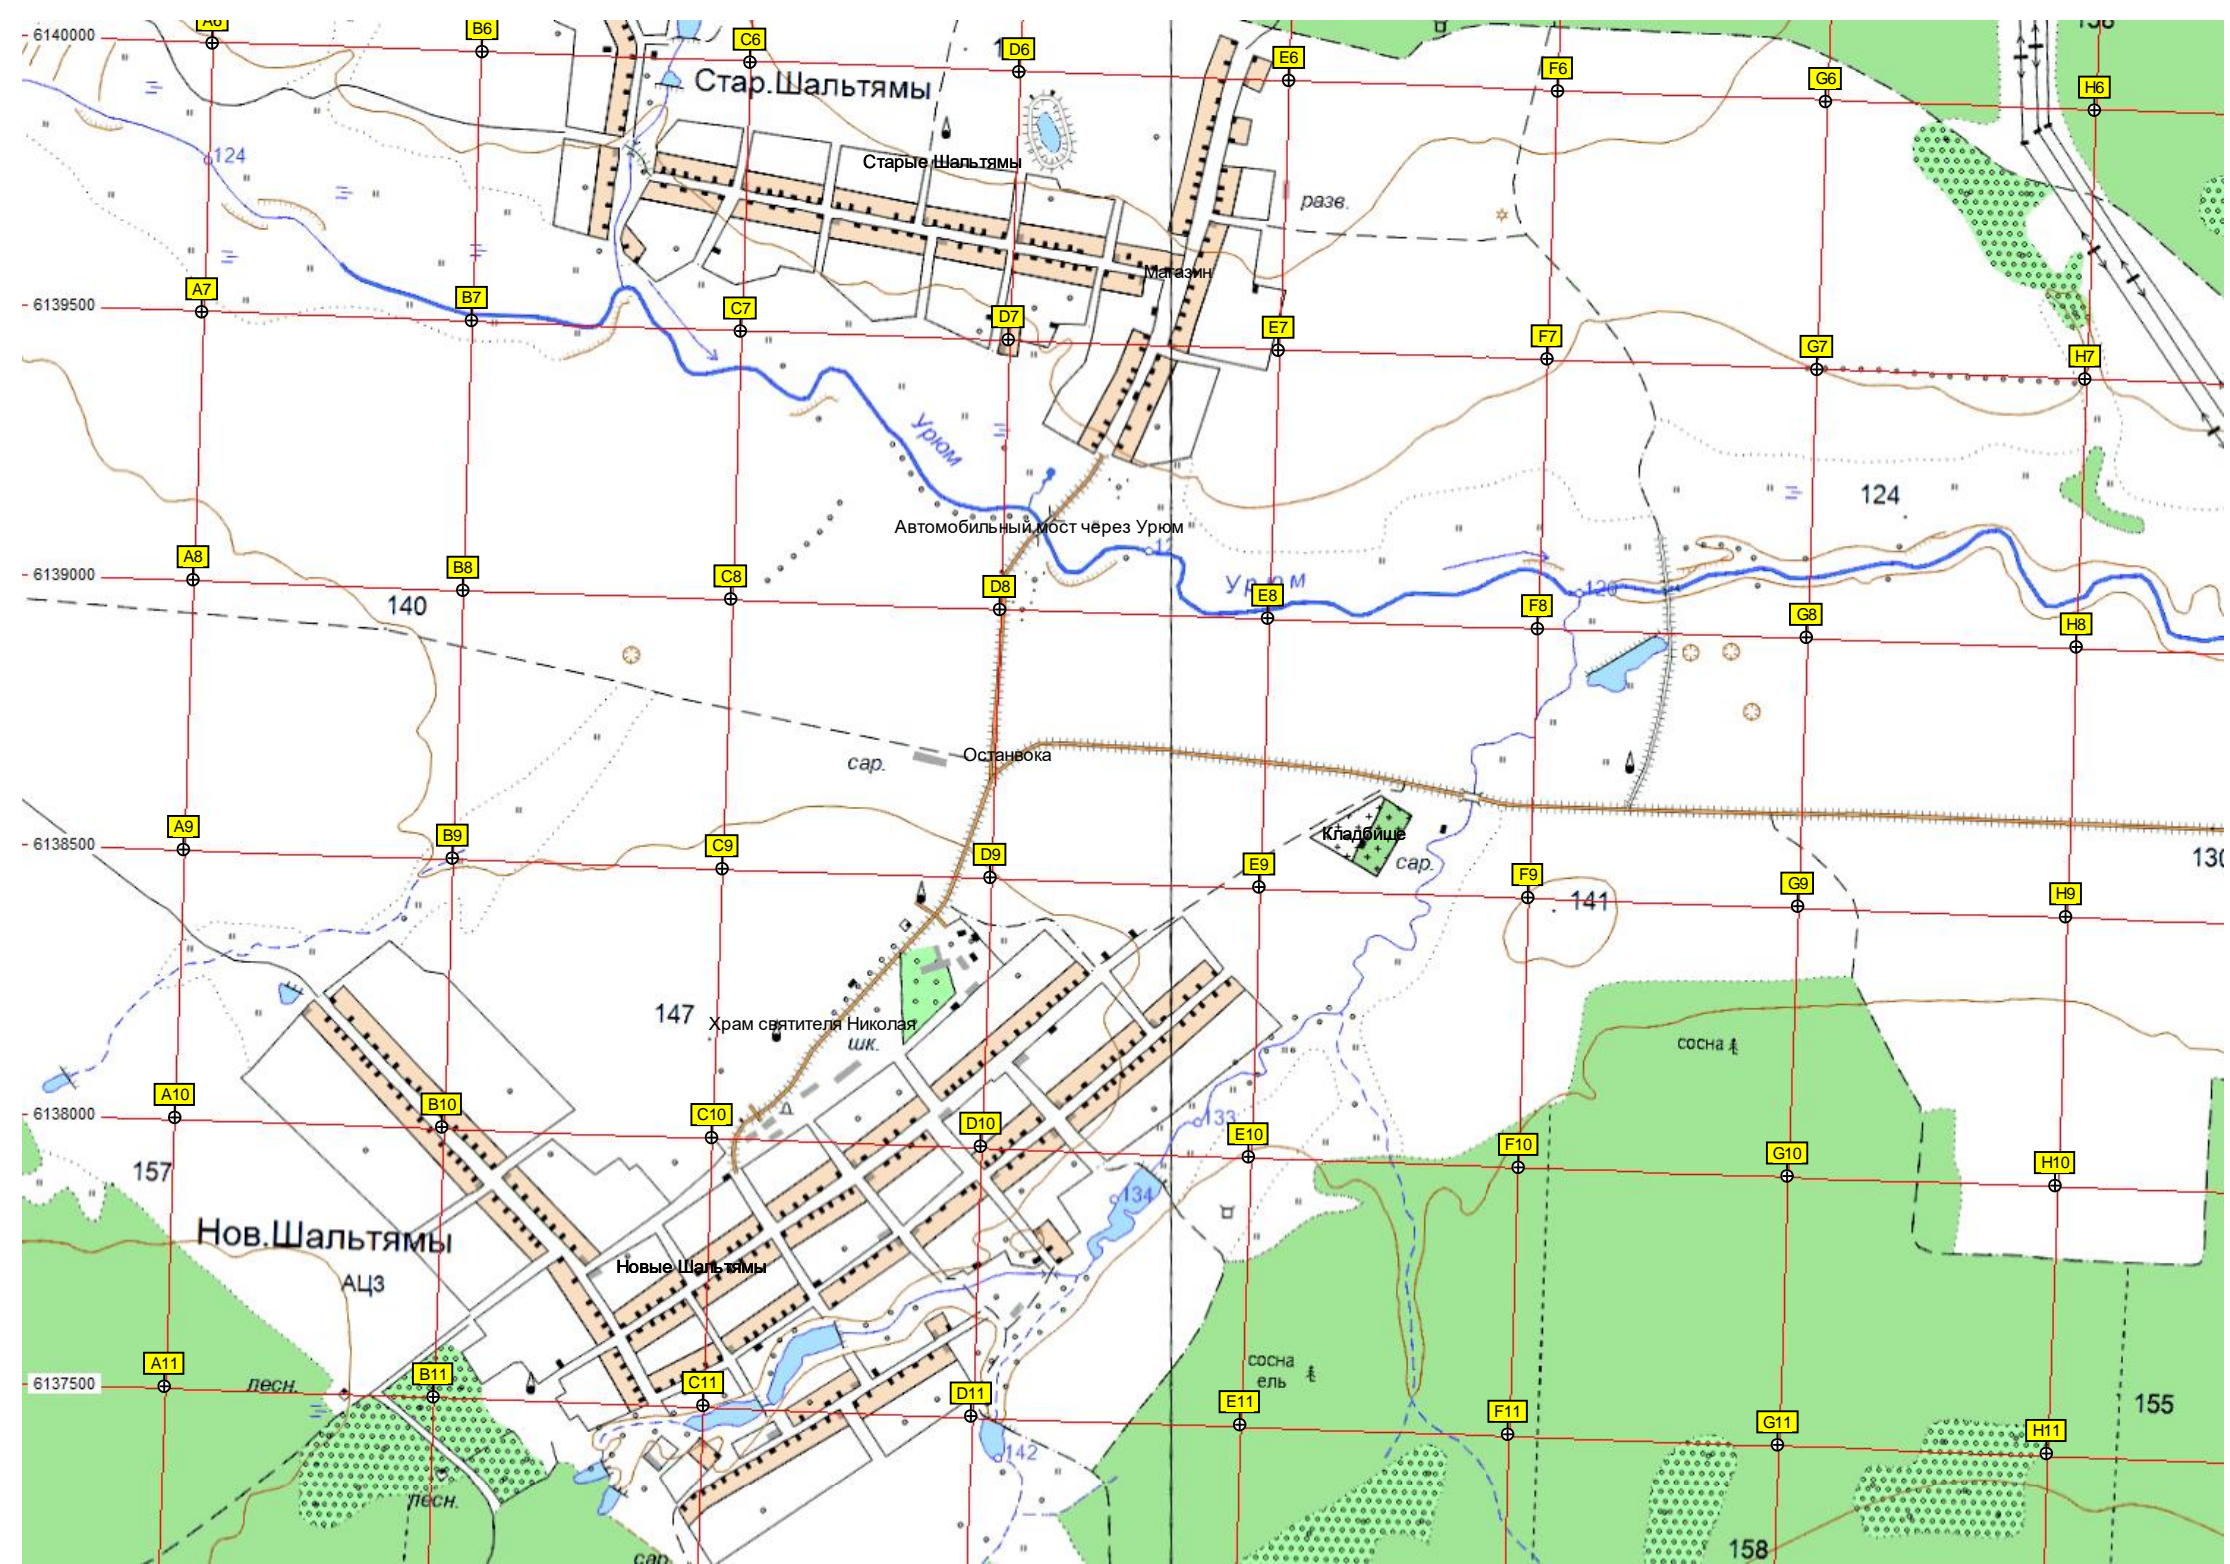 A6
B6
6140000
C6
D6
E6
F6
G6
H6
Стар.Шальтямы
124
Старые Шальтямы
разв.
Магазин
A7
B7
6139500
C7
D7
E7
F7
G7
H7
Урюм
124
Автомобильный мост через Урюм
A8
B8
6139000
C8
D8
E8
F8
G8
H8
Урюм
126
140
сар.
Останвока
A9
B9
6138500
C9
D9
E9
F9
G9
H9
Кладбище
сар.
130
141
147
Храм святителя Николая
шк.
сосна
A10
B10
6138000
C10
D10
133
E10
F10
G10
H10
157
134
Нов.Шальтямы
АЦЗ
Новые Шальтямы
A11
B11
6137500
C11
D11
E11
F11
G11
H11
лесн.
сосна
ель
155
142
лесн.
158
сар.